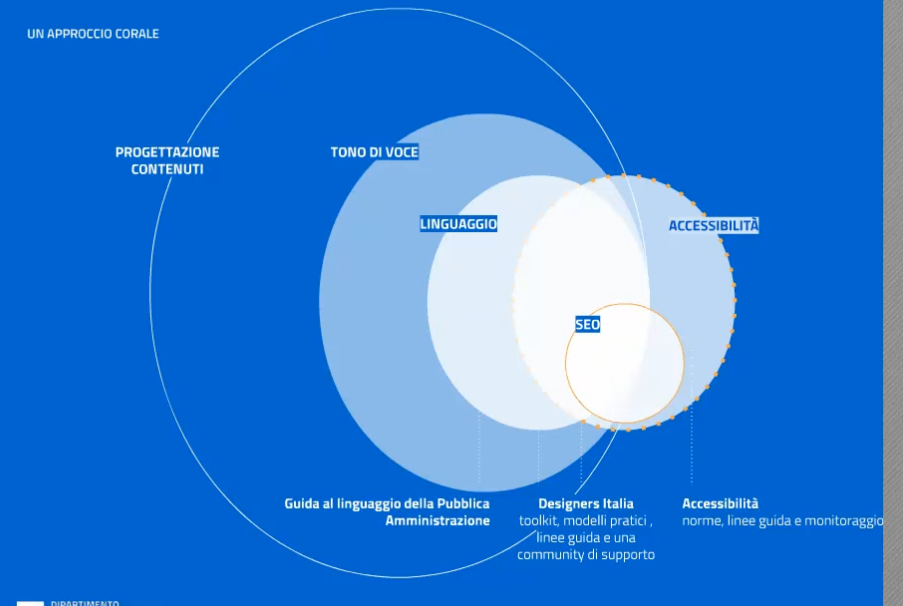 UN APPROCCIO CORALE
PROGETTAZIONE
CONTENUTI
TONO DI VOCE
LINGUAGGIO
ACCESSIBILITÀ
SEO
Guida al linguaggio della Pubblica
Amministrazione
Designers Italia
toolkit, modelli pratici ,
linee guida e una
community di supporto
Accessibilità
norme, linee guida e monitoraggio
DIPARTIMENTO